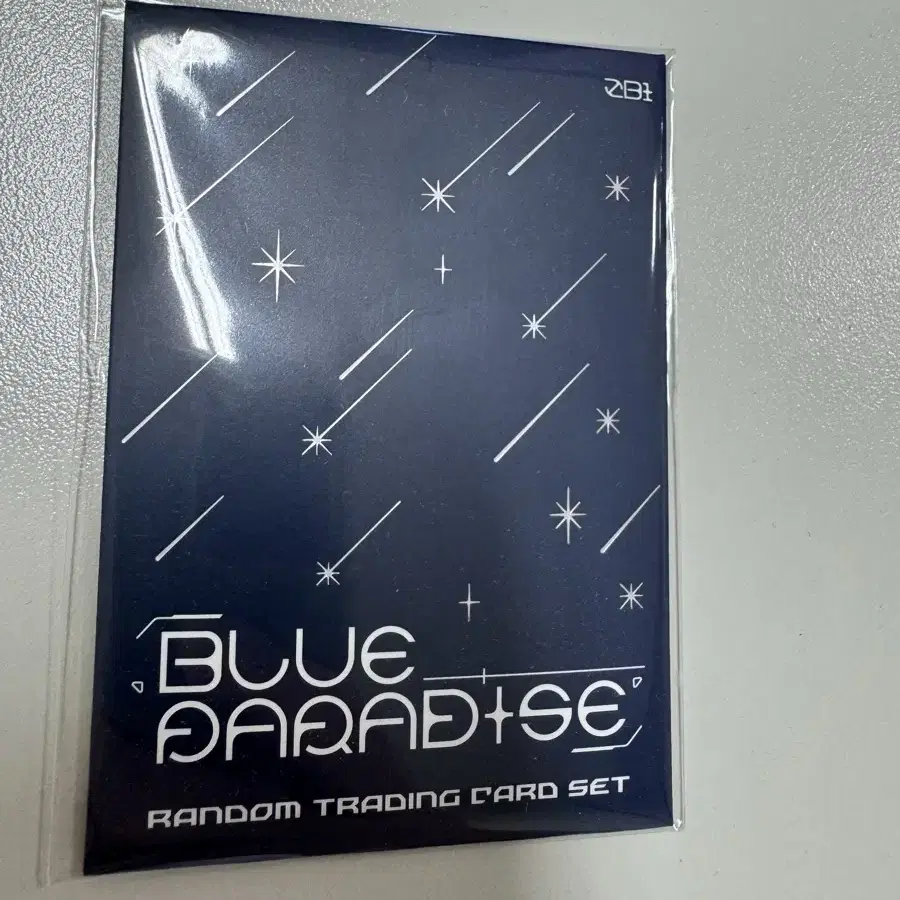 ZB1
BLUE
PARADISE
RANDOM TRADING CARD SET